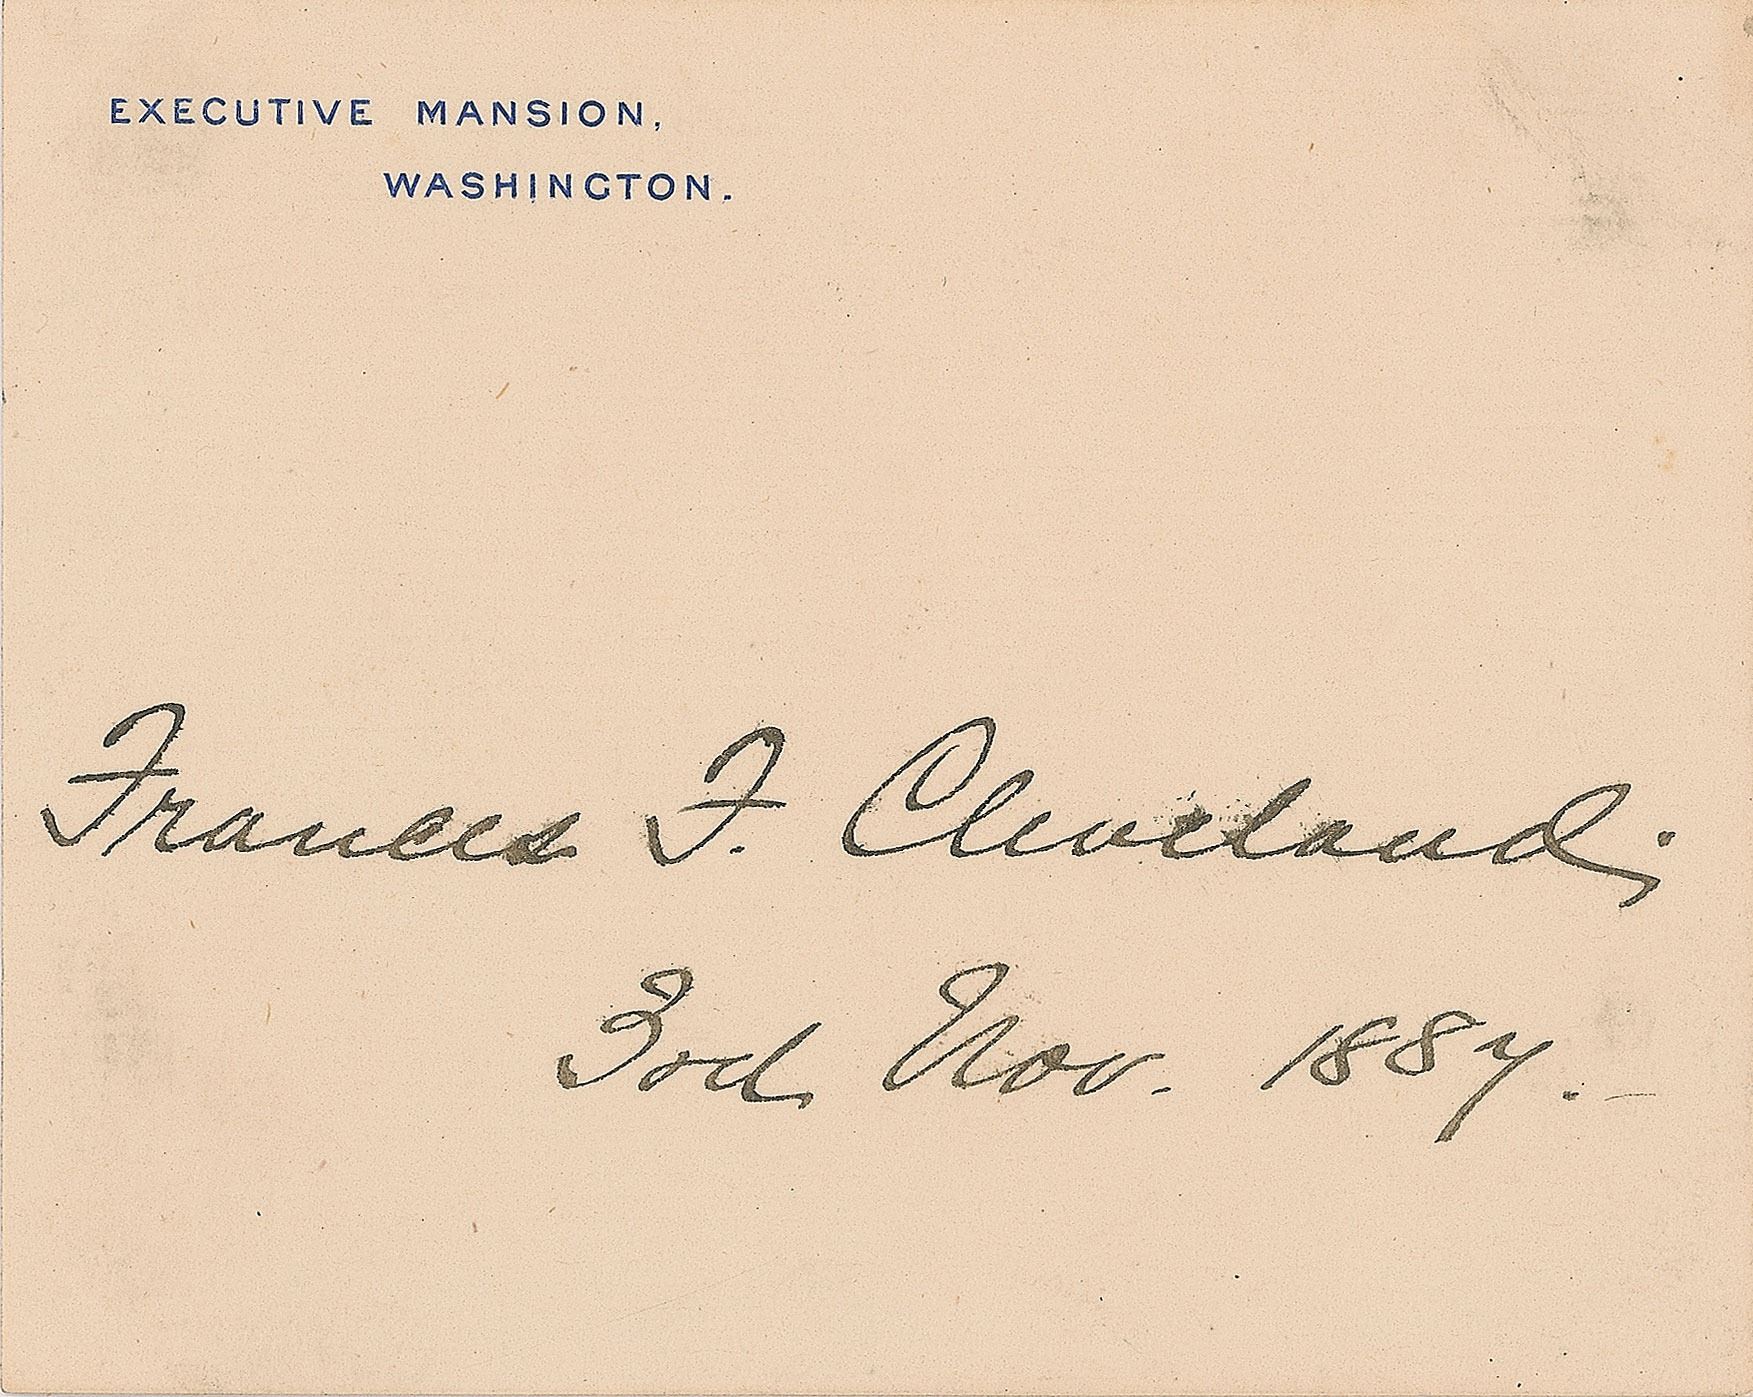 EXECUTIVE MANSION,
WASHINGTON.
Frances F. Cleveland.
3rd Nov. 1887.